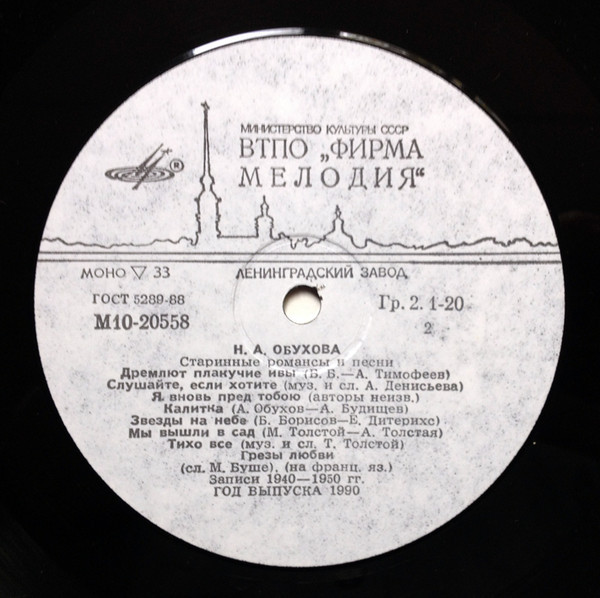 МИНИСТЕРСТВО КУЛЬТУРЫ СССР
ВТПО „ФИРМА
МЕЛОДИЯ“
®
МОНО ▽ 33
ЛЕНИНГРАДСКИЙ ЗАВОД
ГОСТ 5289-88
Гр. 2. 1-20
М10-20558
2
Н. А. ОБУХОВА
Старинные романсы и песни
Дремлют плакучие ивы (Б. Б.—А. Тимофеев)
Слушайте, если хотите (муз. и сл. А. Денисьева)
Я вновь пред тобою (авторы неизв.)
Калитка (А. Обухов—А. Будищев)
Звезды на небе (Б. Борисов—Е. Дитерихс)
Мы вышли в сад (М. Толстой—А. Толстая)
Тихо все (муз. и сл. Т. Толстой)
Грезы любви
(сл. М. Буше), (на франц. яз.)
Записи 1940—1950 гг.
ГОД ВЫПУСКА 1990